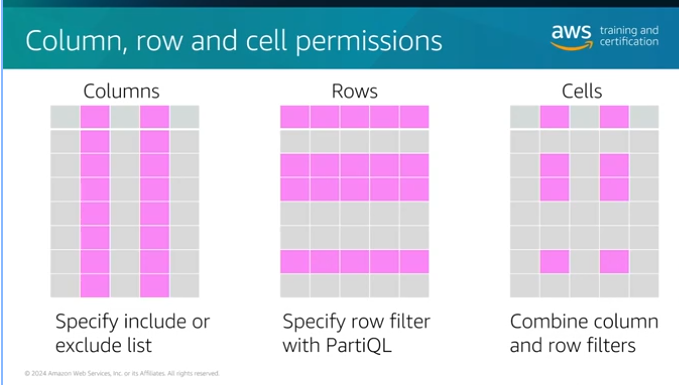 Column, row and cell permissions
aws training and
certification
Columns
Rows
Cells
Specify include or
exclude list
Specify row filter
with PartiQL
Combine column
and row filters
© 2024 Amazon Web Services, Inc. or its Affiliates. All rights reserved.